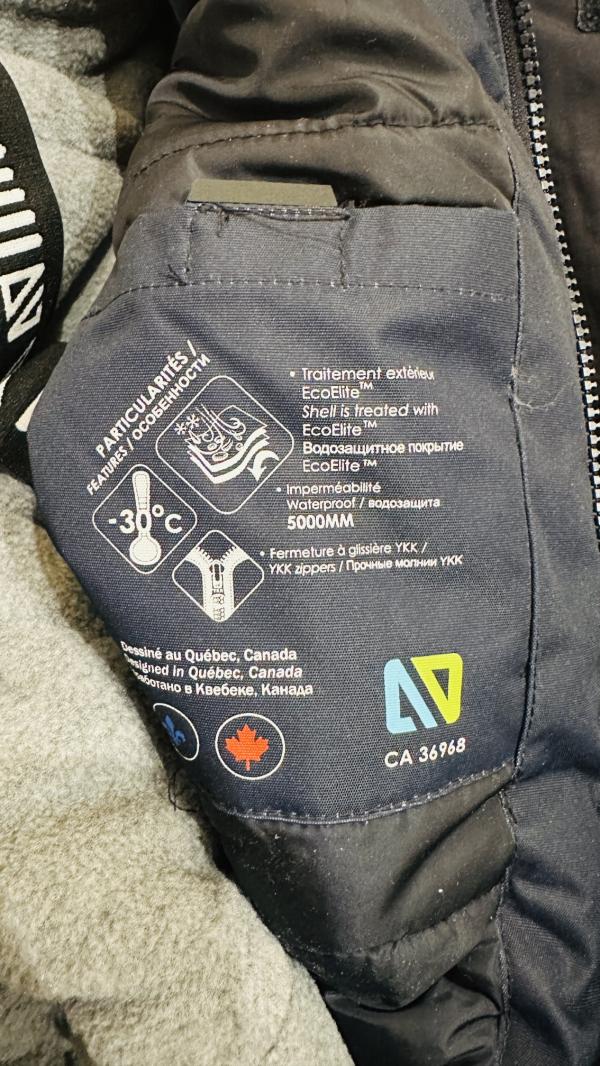 PARTICULARITÉS /
FEATURES / ОСОБЕННОСТИ
-30°C
• Traitement extérieur
EcoElite™
Shell is treated with
EcoElite™
Водозащитное покрытие
EcoElite™
• Imperméabilité
Waterproof / водозащита
5000MM
• Fermeture à glissière YKK /
YKK zippers / Прочные молнии YKK
Dessiné au Québec, Canada
Designed in Québec, Canada
работано в Квебеке, Канада
CA 36968